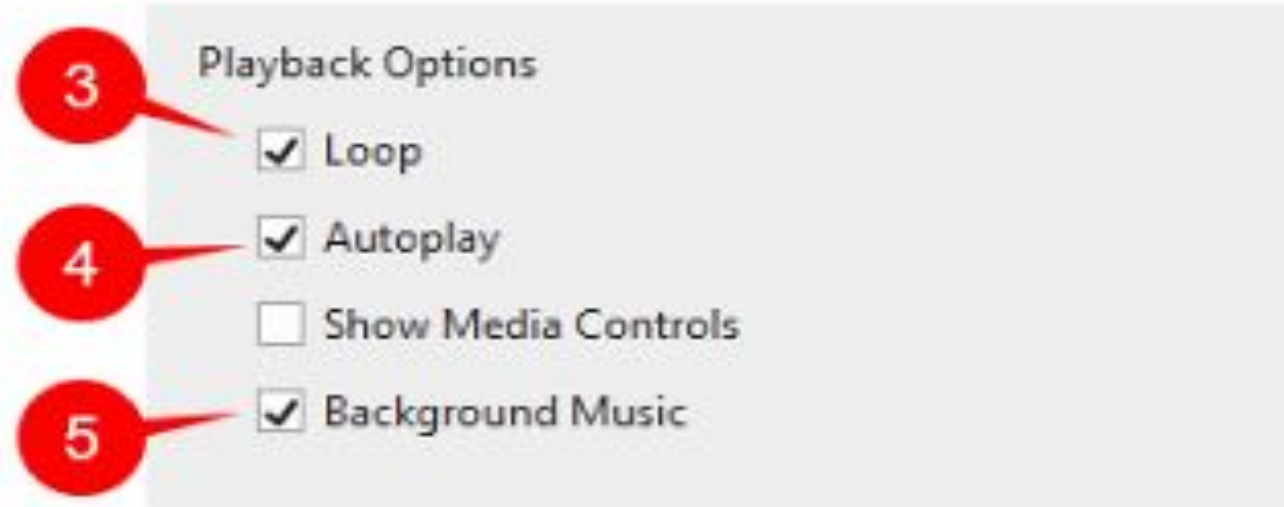 Playback Options
3
Loop
4
Autoplay
Show Media Controls
5
Background Music